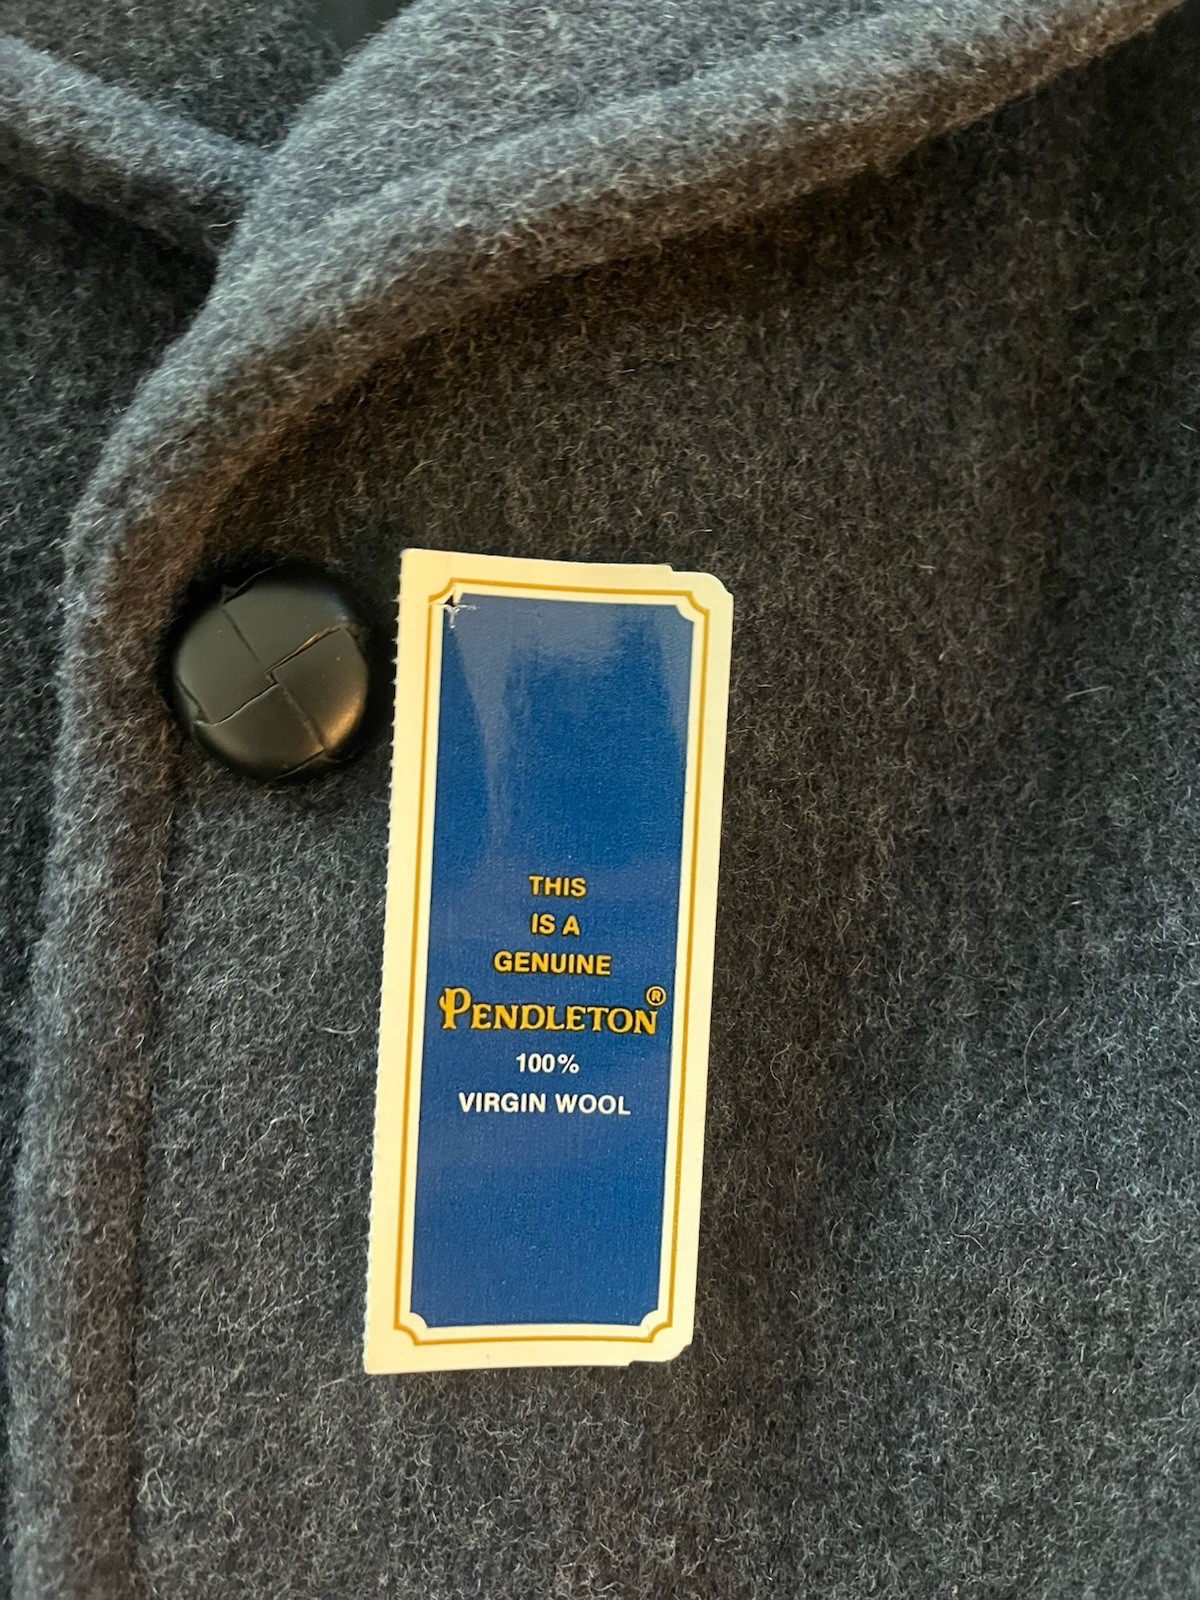 THIS
IS A
GENUINE
PENDLETON®
100%
VIRGIN WOOL